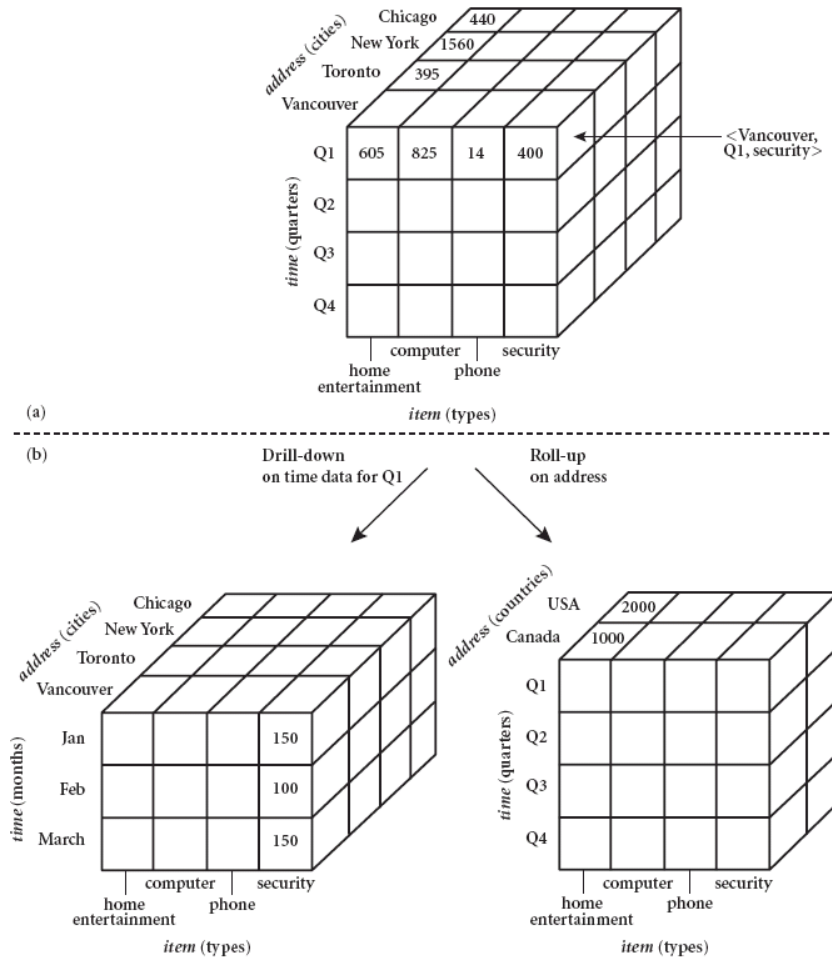 Chicago 440
New York 1560
Toronto 395
Vancouver
address (cities)
Q1 605 825 14 400
<Vancouver,
Q1, security>
Q2
Q3
Q4
time (quarters)
computer security
home phone
entertainment
(a)
item (types)
(b)
Drill-down
on time data for Q1
Roll-up
on address
Chicago
New York
Toronto
Vancouver
address (cities)
Jan 150
Feb 100
March 150
time (months)
computer security
home phone
entertainment
item (types)
USA 2000
Canada 1000
address (countries)
Q1
Q2
Q3
Q4
time (quarters)
computer security
home phone
entertainment
item (types)